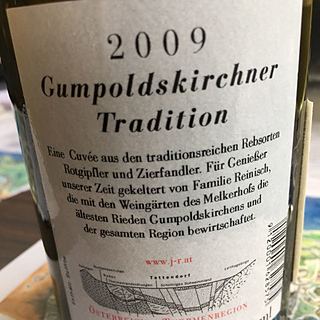 2009
Gumpoldskirchner
Tradition
Eine Cuvée aus den traditionsreichen Rebsorten
Rotgipfler und Zierfandler. Für Genießer
unserer Zeit gekeltert von Familie Reinisch,
die mit den Weingärten des Melkerhofs die
ältesten Rieden Gumpoldskirchens und
der gesamten Region bewirtschaftet.
www.j-r.at
Tattendorf